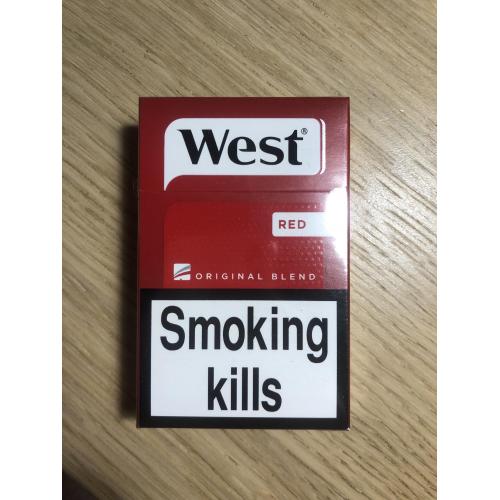 West®
RED
ORIGINAL BLEND
Smoking
kills